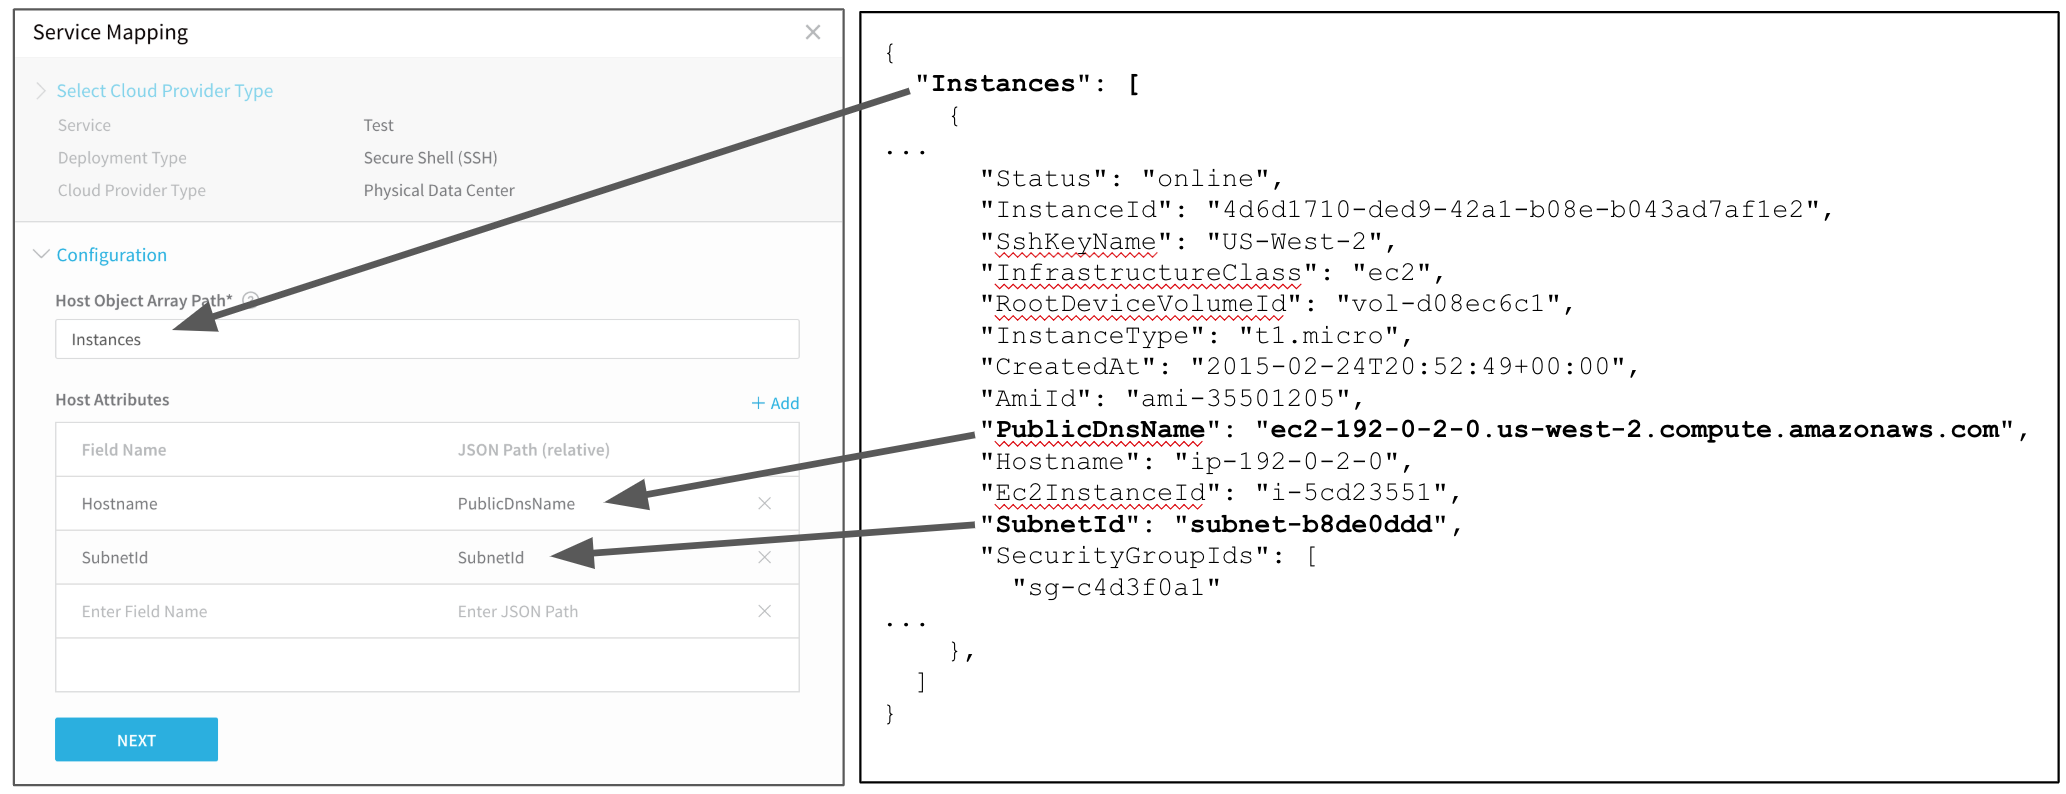 Service Mapping
Select Cloud Provider Type
Service Test
Deployment Type Secure Shell (SSH)
Cloud Provider Type Physical Data Center
Configuration
Host Object Array Path* ?
Instances
Host Attributes + Add
Field Name JSON Path (relative)
Hostname PublicDnsName
SubnetId SubnetId
Enter Field Name Enter JSON Path
NEXT
{
"Instances": [
{
...
"Status": "online",
"InstanceId": "4d6d1710-ded9-42a1-b08e-b043ad7af1e2",
"SshKeyName": "US-West-2",
"InfrastructureClass": "ec2",
"RootDeviceVolumeId": "vol-d08ec6c1",
"InstanceType": "t1.micro",
"CreatedAt": "2015-02-24T20:52:49+00:00",
"AmiId": "ami-35501205",
"PublicDnsName": "ec2-192-0-2-0.us-west-2.compute.amazonaws.com",
"Hostname": "ip-192-0-2-0",
"Ec2InstanceId": "i-5cd23551",
"SubnetId": "subnet-b8de0ddd",
"SecurityGroupIds": [
"sg-c4d3f0a1"
...
},
]
}